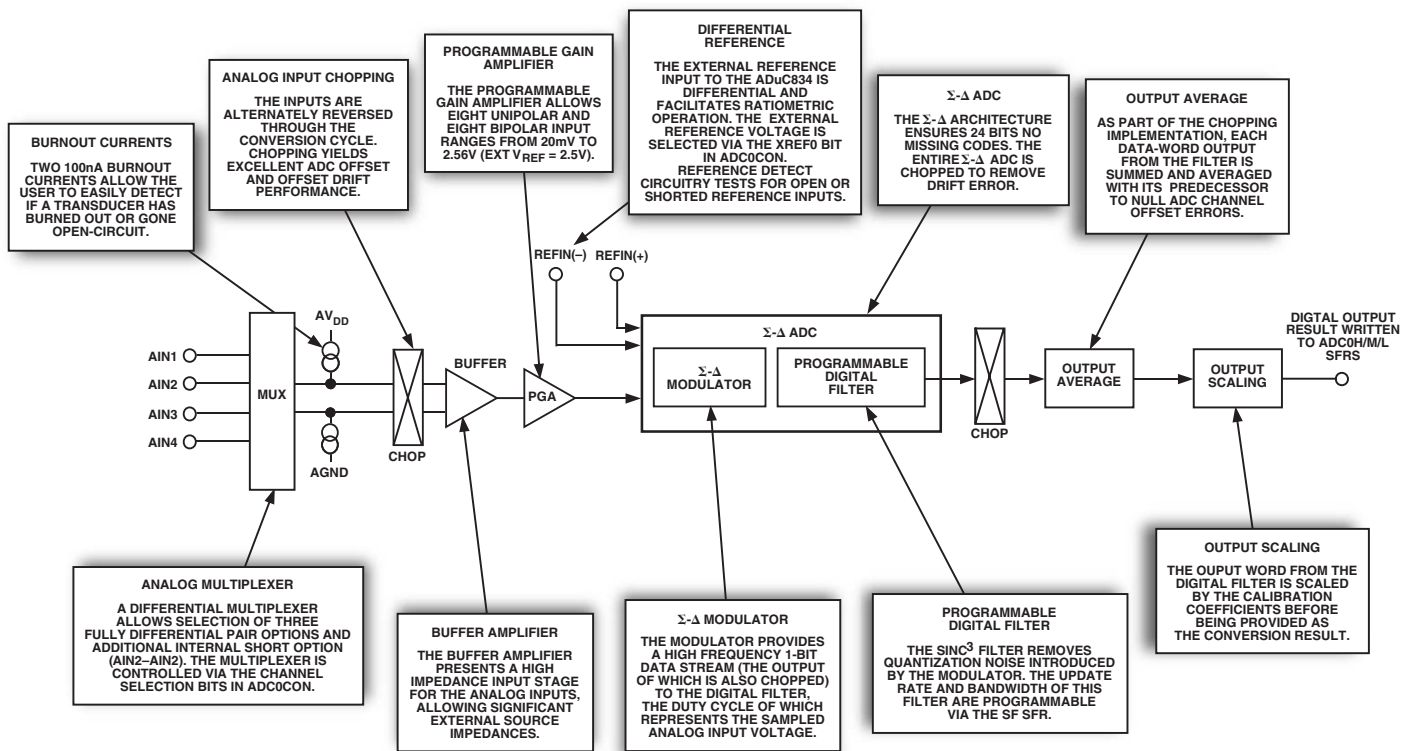 BURNOUT CURRENTS
TWO 100nA BURNOUT
CURRENTS ALLOW THE
USER TO EASILY DETECT
IF A TRANSDUCER HAS
BURNED OUT OR GONE
OPEN-CIRCUIT.
ANALOG INPUT CHOPPING
THE INPUTS ARE
ALTERNATELY REVERSED
THROUGH THE
CONVERSION CYCLE.
CHOPPING YIELDS
EXCELLENT ADC OFFSET
AND OFFSET DRIFT
PERFORMANCE.
PROGRAMMABLE GAIN
AMPLIFIER
THE PROGRAMMABLE
GAIN AMPLIFIER ALLOWS
EIGHT UNIPOLAR AND
EIGHT BIPOLAR INPUT
RANGES FROM 20mV TO
2.56V (EXT VREF = 2.5V).
DIFFERENTIAL
REFERENCE
THE EXTERNAL REFERENCE
INPUT TO THE ADuC834 IS
DIFFERENTIAL AND
FACILITATES RATIOMETRIC
OPERATION. THE EXTERNAL
REFERENCE VOLTAGE IS
SELECTED VIA THE XREF0 BIT
IN ADC0CON.
REFERENCE DETECT
CIRCUITRY TESTS FOR OPEN OR
SHORTED REFERENCE INPUTS.
Σ-Δ ADC
THE Σ-Δ ARCHITECTURE
ENSURES 24 BITS NO
MISSING CODES. THE
ENTIRE Σ-Δ ADC IS
CHOPPED TO REMOVE
DRIFT ERROR.
OUTPUT AVERAGE
AS PART OF THE CHOPPING
IMPLEMENTATION, EACH
DATA-WORD OUTPUT
FROM THE FILTER IS
SUMMED AND AVERAGED
WITH ITS PREDECESSOR
TO NULL ADC CHANNEL
OFFSET ERRORS.
REFIN(–) REFIN(+)
AIN1
AIN2
AIN3
AIN4
MUX
AVDD
AGND
CHOP
BUFFER
PGA
Σ-Δ ADC
Σ-Δ
MODULATOR
PROGRAMMABLE
DIGITAL
FILTER
CHOP
OUTPUT
AVERAGE
OUTPUT
SCALING
DIGTAL OUTPUT
RESULT WRITTEN
TO ADC0H/M/L
SFRS
ANALOG MULTIPLEXER
A DIFFERENTIAL MULTIPLEXER
ALLOWS SELECTION OF THREE
FULLY DIFFERENTIAL PAIR OPTIONS AND
ADDITIONAL INTERNAL SHORT OPTION
(AIN2–AIN2). THE MULTIPLEXER IS
CONTROLLED VIA THE CHANNEL
SELECTION BITS IN ADC0CON.
BUFFER AMPLIFIER
THE BUFFER AMPLIFIER
PRESENTS A HIGH
IMPEDANCE INPUT STAGE
FOR THE ANALOG INPUTS,
ALLOWING SIGNIFICANT
EXTERNAL SOURCE
IMPEDANCES.
Σ-Δ MODULATOR
THE MODULATOR PROVIDES
A HIGH FREQUENCY 1-BIT
DATA STREAM (THE OUTPUT
OF WHICH IS ALSO CHOPPED)
TO THE DIGITAL FILTER,
THE DUTY CYCLE OF WHICH
REPRESENTS THE SAMPLED
ANALOG INPUT VOLTAGE.
PROGRAMMABLE
DIGITAL FILTER
THE SINC3 FILTER REMOVES
QUANTIZATION NOISE INTRODUCED
BY THE MODULATOR. THE UPDATE
RATE AND BANDWIDTH OF THIS
FILTER ARE PROGRAMMABLE
VIA THE SF SFR.
OUTPUT SCALING
THE OUPUT WORD FROM THE
DIGITAL FILTER IS SCALED
BY THE CALIBRATION
COEFFICIENTS BEFORE
BEING PROVIDED AS
THE CONVERSION RESULT.